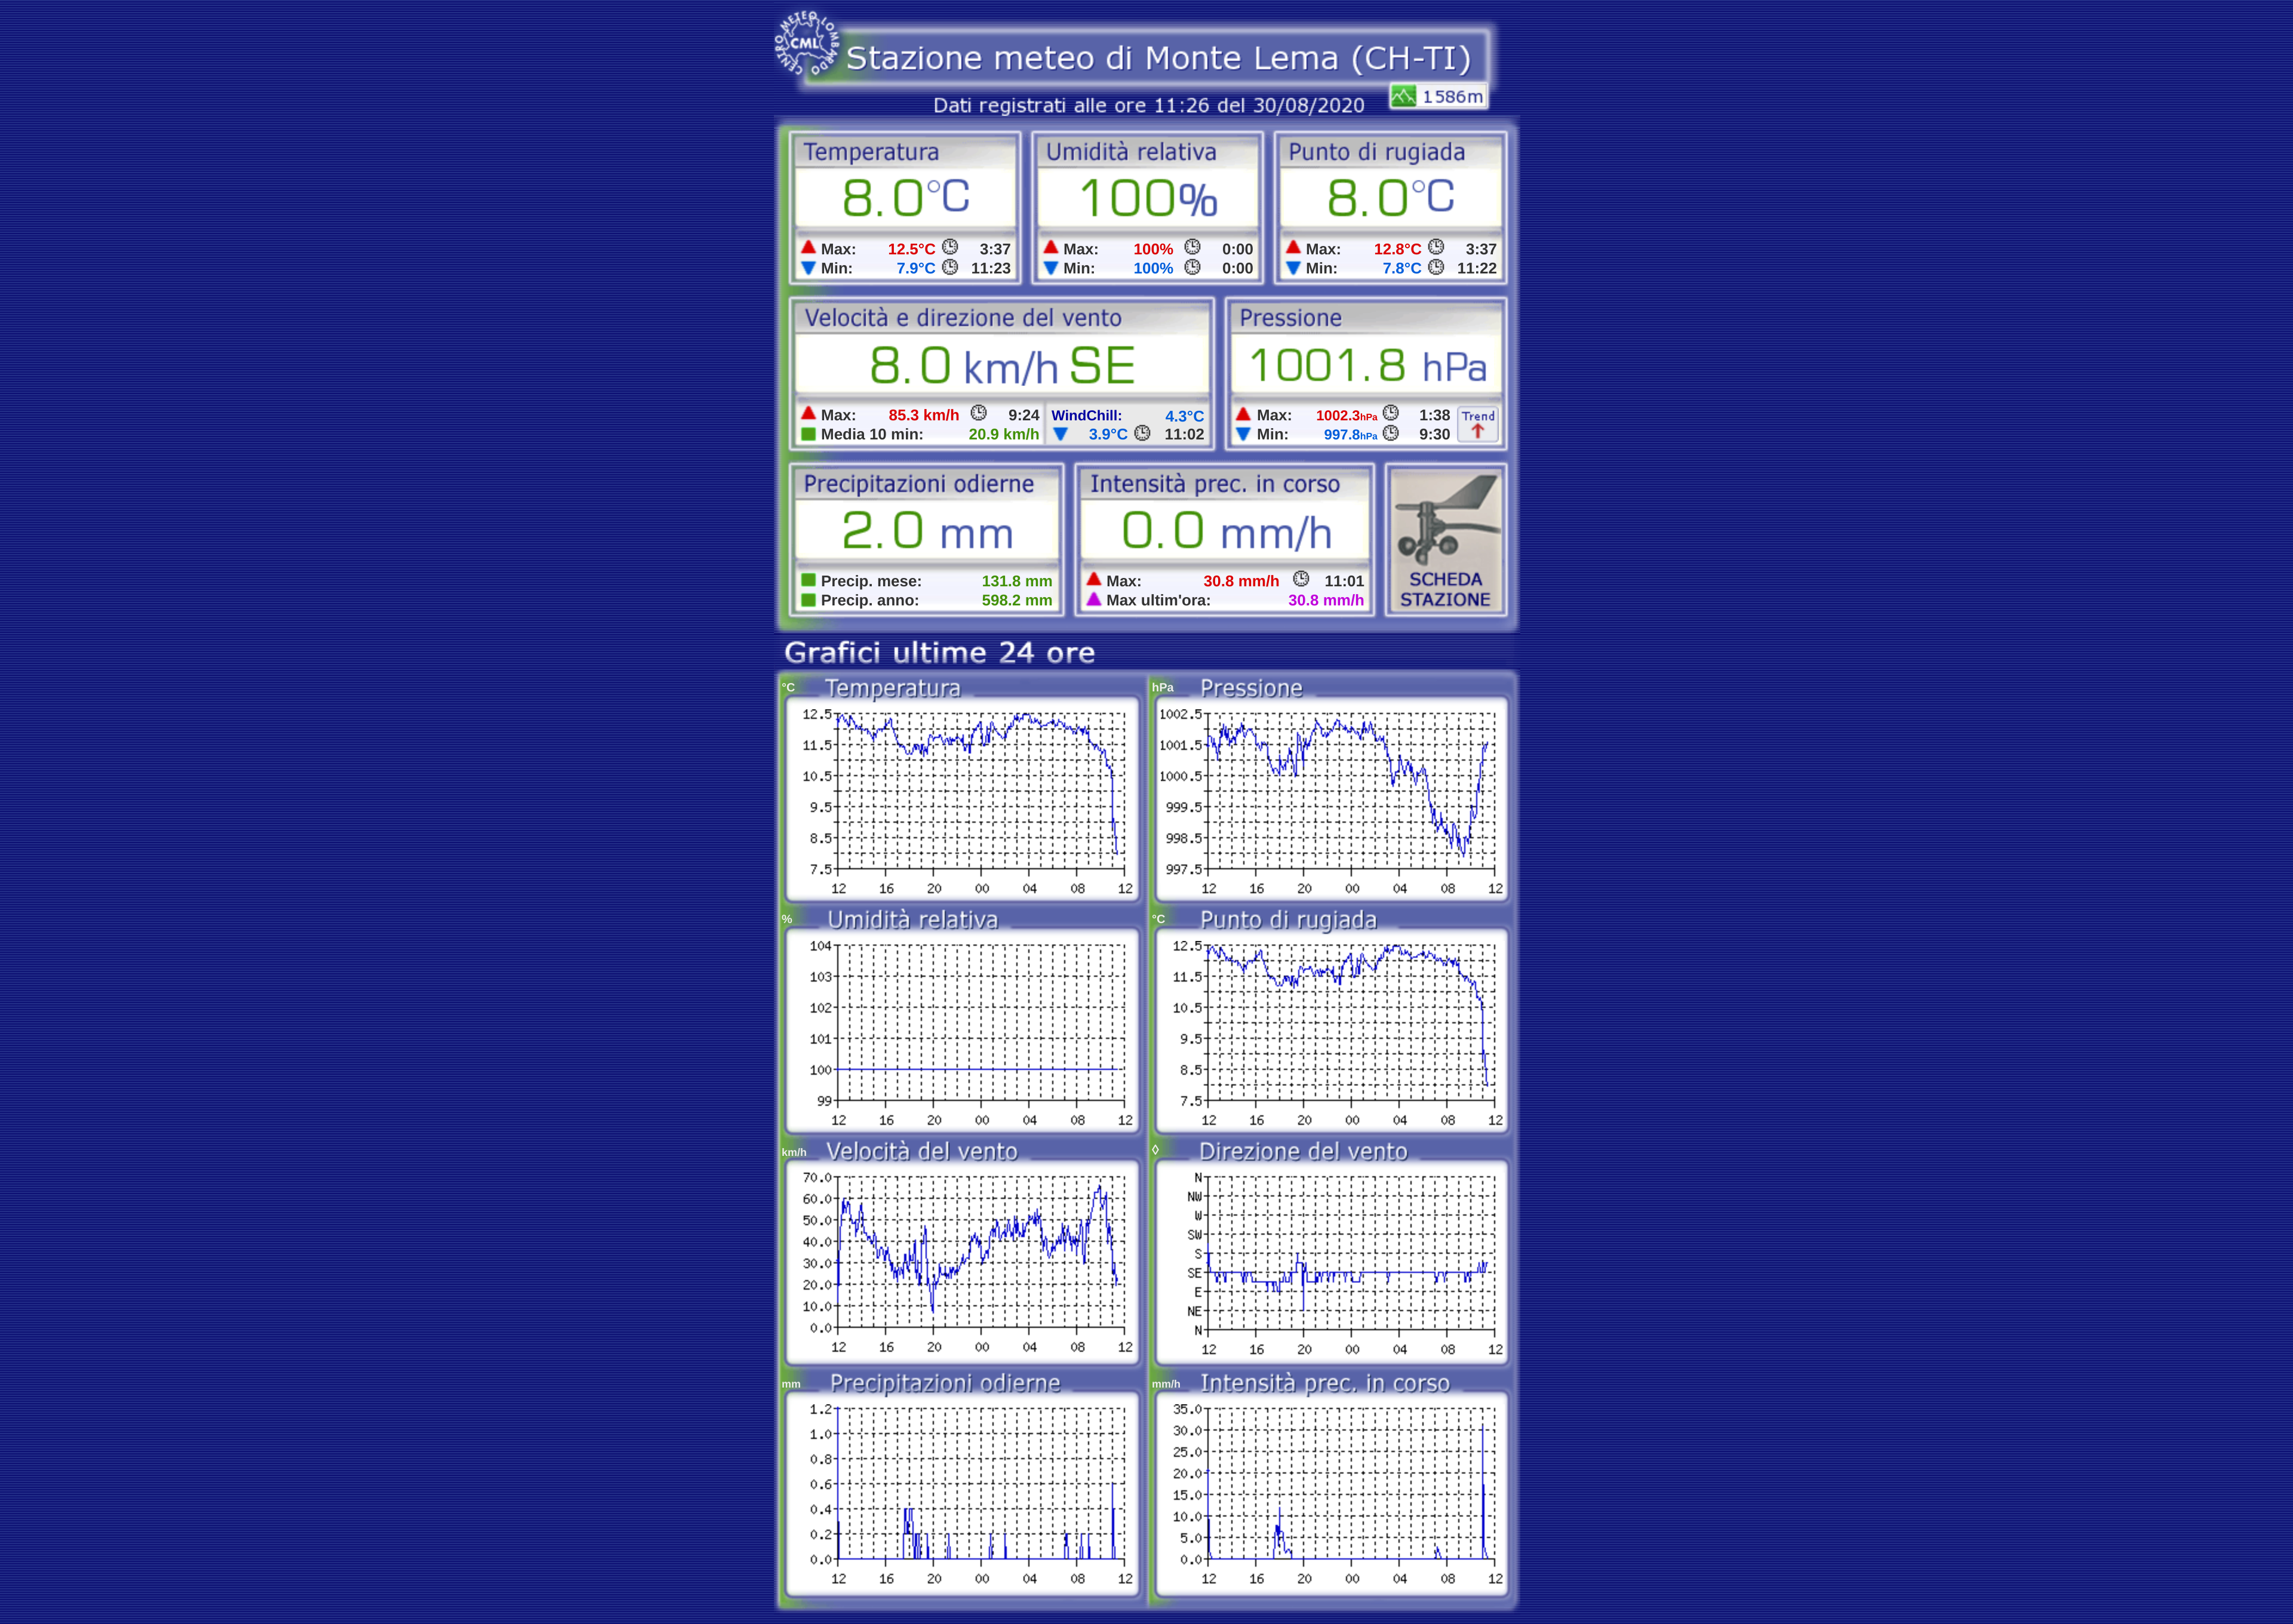 CENTRO METEO LOMBARDO
CML
Stazione meteo di Monte Lema (CH-TI)
Dati registrati alle ore 11:26 del 30/08/2020
1586m
Temperatura Umidità relativa Punto di rugiada
8.0°C 100% 8.0°C
Max: 12.5°C 3:37 Max: 100% 0:00 Max: 12.8°C 3:37
Min: 7.9°C 11:23 Min: 100% 0:00 Min: 7.8°C 11:22
Velocità e direzione del vento Pressione
8.0 km/h SE 1001.8 hPa
Max: 85.3 km/h 9:24 WindChill: 4.3°C Max: 1002.3hPa 1:38 Trend
Media 10 min: 20.9 km/h 3.9°C 11:02 Min: 997.8hPa 9:30
Precipitazioni odierne Intensità prec. in corso
2.0 mm 0.0 mm/h
Precip. mese: 131.8 mm Max: 30.8 mm/h 11:01 SCHEDA
Precip. anno: 598.2 mm Max ultim'ora: 30.8 mm/h STAZIONE
Grafici ultime 24 ore
°C Temperatura
12.5
11.5
10.5
9.5
8.5
7.5
12 16 20 00 04 08 12
hPa Pressione
1002.5
1001.5
1000.5
999.5
998.5
997.5
12 16 20 00 04 08 12
% Umidità relativa
104
103
102
101
100
99
12 16 20 00 04 08 12
°C Punto di rugiada
12.5
11.5
10.5
9.5
8.5
7.5
12 16 20 00 04 08 12
km/h Velocità del vento
70.0
60.0
50.0
40.0
30.0
20.0
10.0
0.0
12 16 20 00 04 08 12
◊ Direzione del vento
N
NW
W
SW
S
SE
E
NE
N
12 16 20 00 04 08 12
mm Precipitazioni odierne
1.2
1.0
0.8
0.6
0.4
0.2
0.0
12 16 20 00 04 08 12
mm/h Intensità prec. in corso
35.0
30.0
25.0
20.0
15.0
10.0
5.0
0.0
12 16 20 00 04 08 12